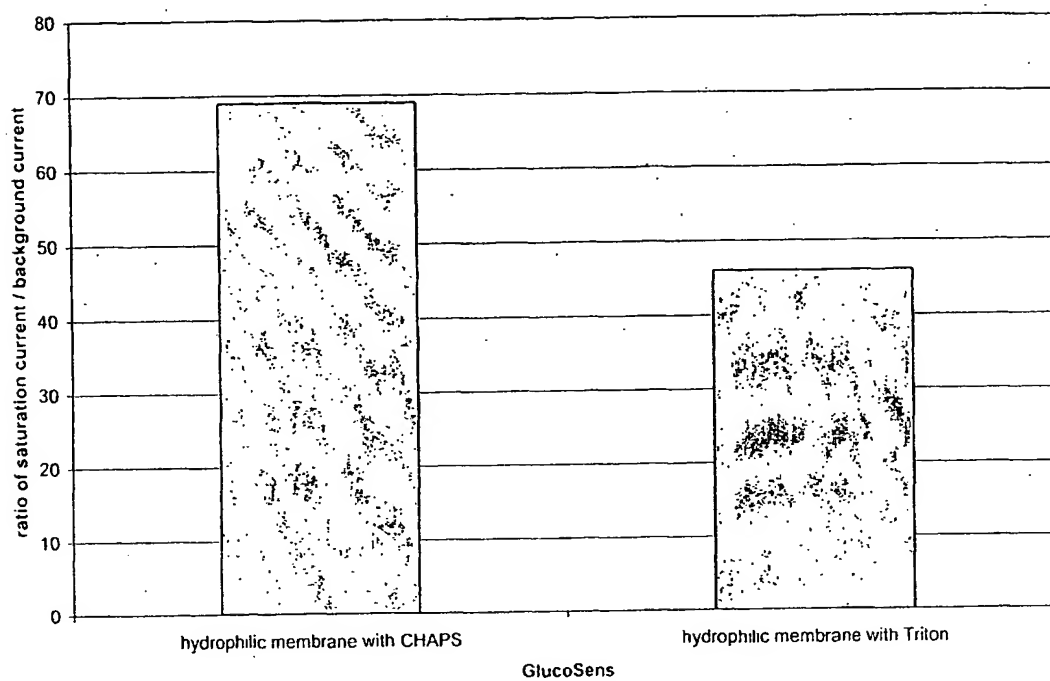 80
70
60
50
40
30
20
10
0
ratio of saturation current / background current
hydrophilic membrane with CHAPS
hydrophilic membrane with Triton
GlucoSens